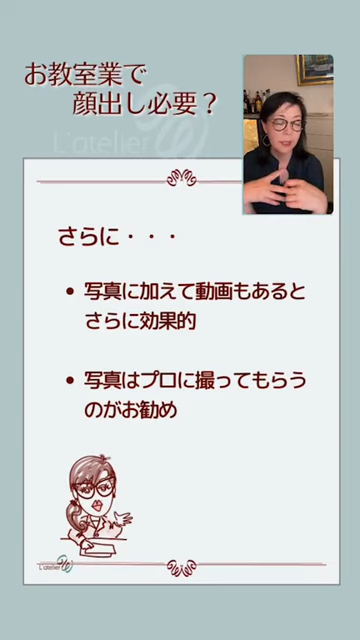 お教室業で
顔出し必要？
L'atelier
さらに・・・
• 写真に加えて動画もあると
さらに効果的
• 写真はプロに撮ってもらう
のがお勧め
L'atelier